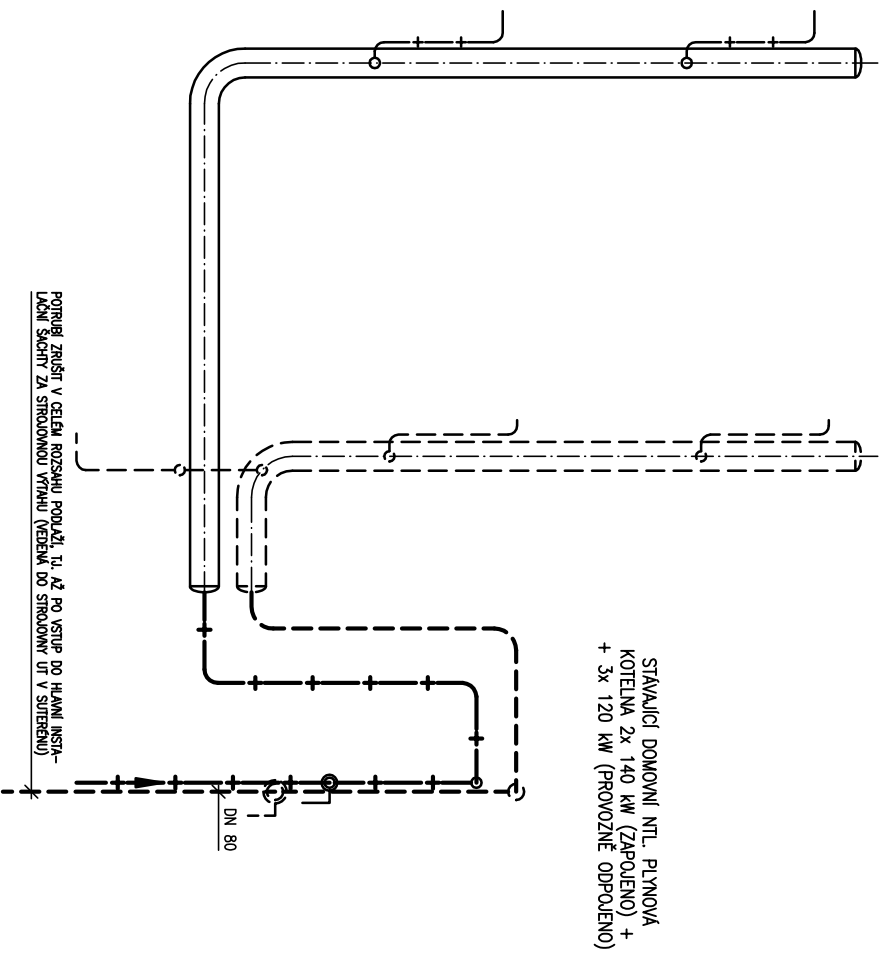 STÁVAJÍCÍ DOMOVNÍ NTL. PLYNOVÁ
KOTELNA 2x 140 kW (ZAPOJENO) +
+ 3x 120 kW (PROVOZNĚ ODPOJENO)
DN 80
POTRUBÍ ZRUŠIT V CELÉM ROZSAHU PODLAŽÍ, TJ. AŽ PO VSTUP DO HLAVNÍ INSTA-
LAČNÍ ŠACHTY ZA STROJOVNOU VÝTAHU (VEDENÁ DO STROJOVNY ÚT V SUTERÉNU)